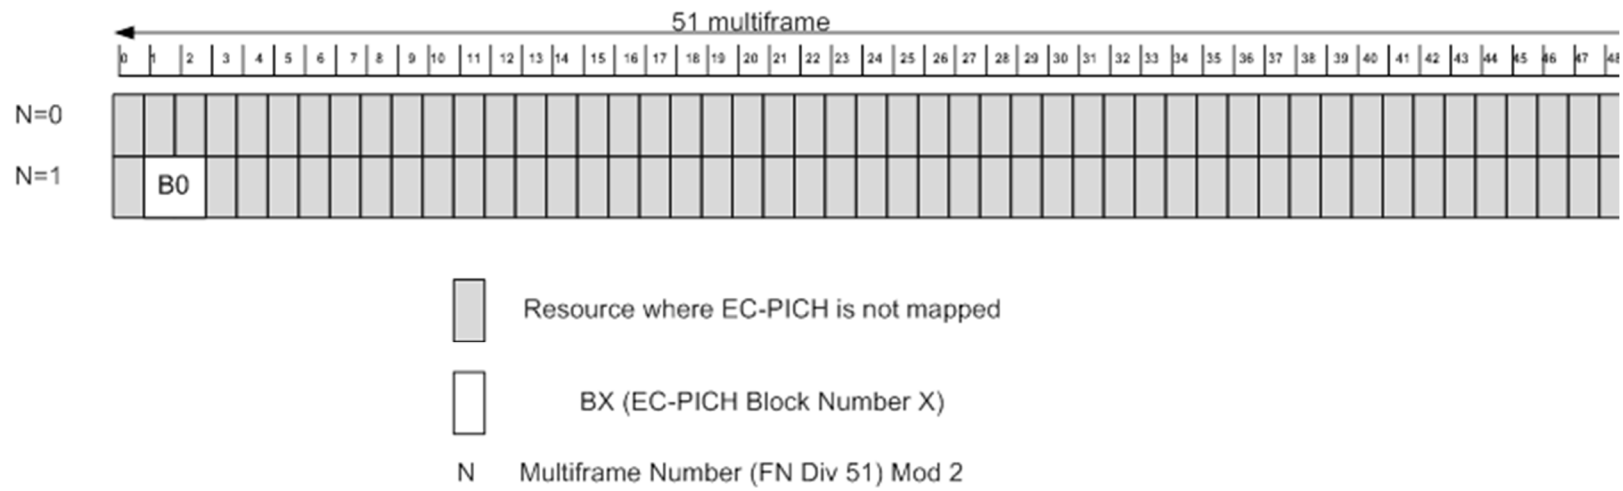 51 multiframe
0 1 2 3 4 5 6 7 8 9 10 11 12 13 14 15 16 17 18 19 20 21 22 23 24 25 26 27 28 29 30 31 32 33 34 35 36 37 38 39 40 41 42 43 44 45 46 47 48
N=0
N=1 B0
Resource where EC-PICH is not mapped
BX (EC-PICH Block Number X)
N Multiframe Number (FN Div 51) Mod 2